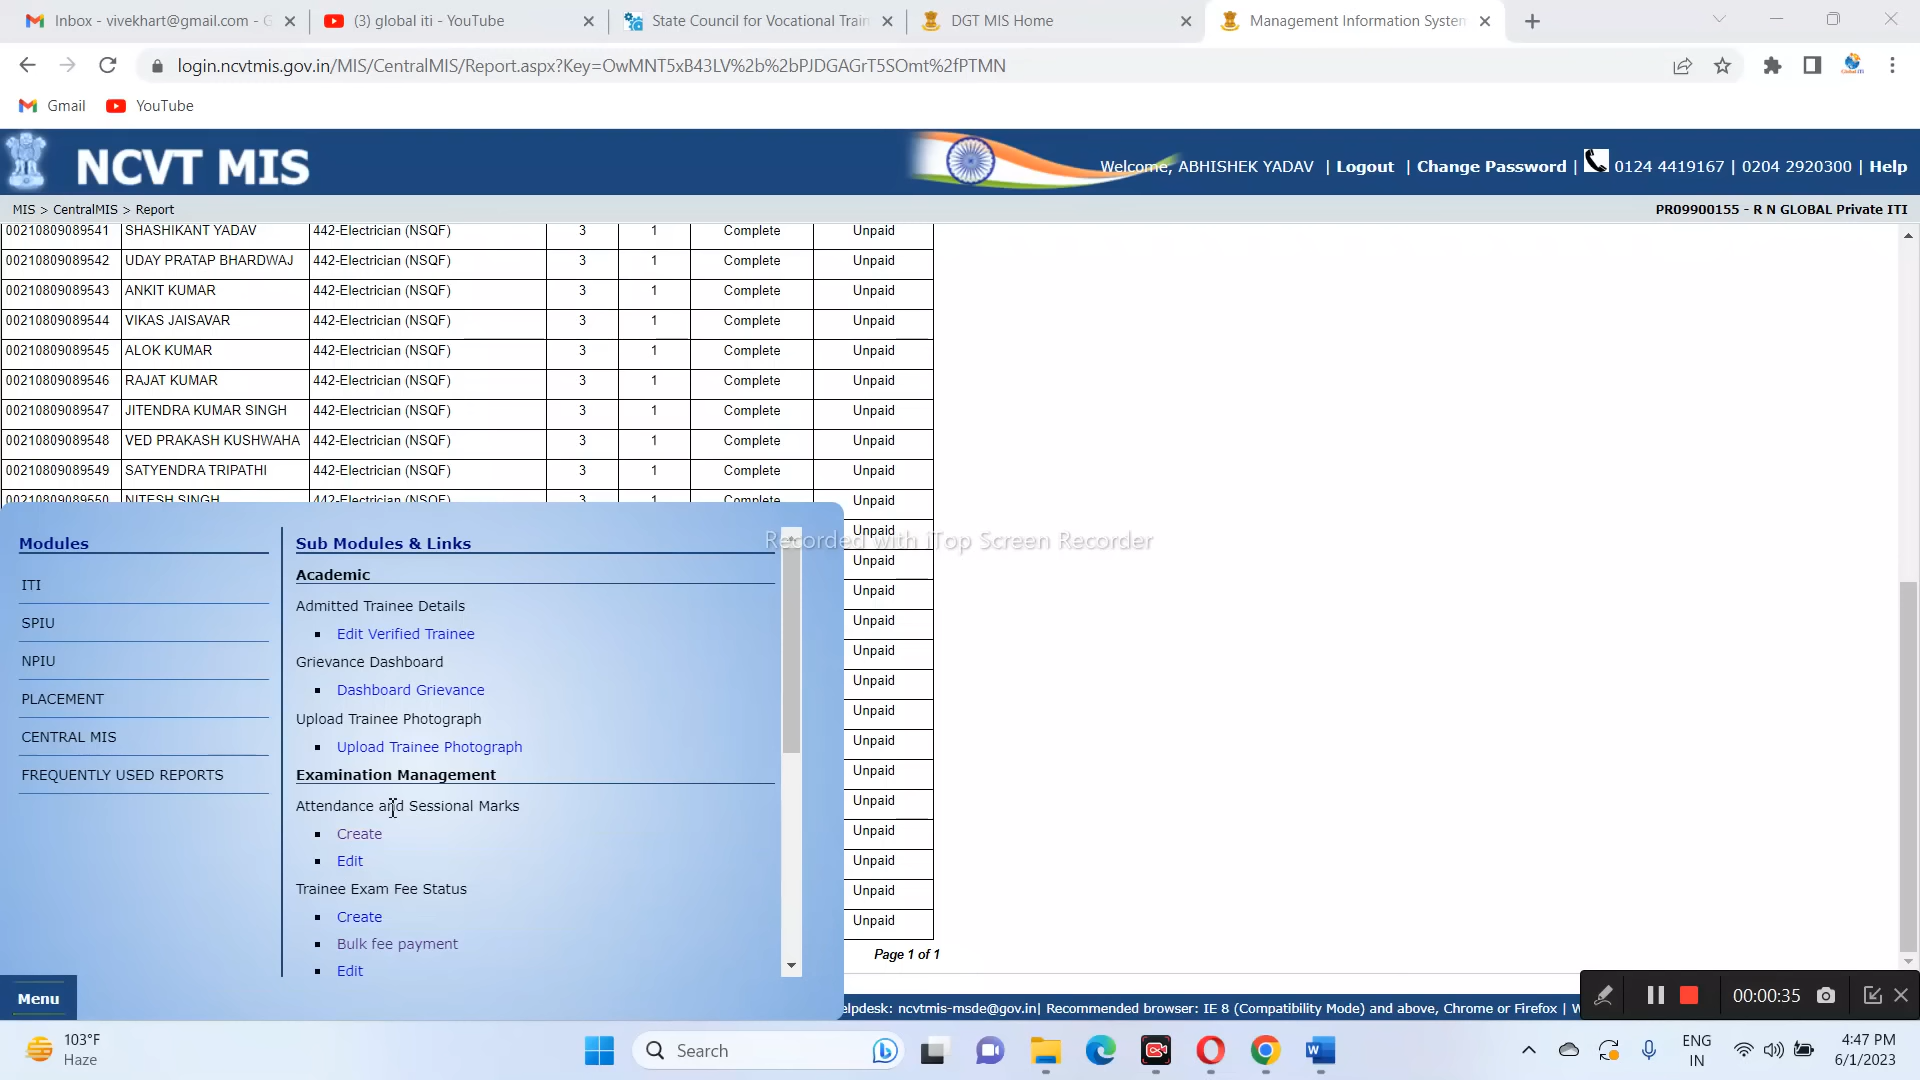 Inbox - vivekhart@gmail.com - G
(3) global iti - YouTube
State Council for Vocational Train
DGT MIS Home
Management Information System
login.ncvtmis.gov.in/MIS/CentralMIS/Report.aspx?Key=OwMNT5xB43LV%2b%2bPJDGAGrT5SOmt%2fPTMN
Gmail YouTube
NCVT MIS
Welcome, ABHISHEK YADAV | Logout | Change Password | 0124 4419167 | 0204 2920300 | Help
MIS > CentralMIS > Report
PR09900155 - R N GLOBAL Private ITI
00210809089541 SHASHIKANT YADAV 442-Electrician (NSQF) 3 1 Complete Unpaid
00210809089542 UDAY PRATAP BHARDWAJ 442-Electrician (NSQF) 3 1 Complete Unpaid
00210809089543 ANKIT KUMAR 442-Electrician (NSQF) 3 1 Complete Unpaid
00210809089544 VIKAS JAISAVAR 442-Electrician (NSQF) 3 1 Complete Unpaid
00210809089545 ALOK KUMAR 442-Electrician (NSQF) 3 1 Complete Unpaid
00210809089546 RAJAT KUMAR 442-Electrician (NSQF) 3 1 Complete Unpaid
00210809089547 JITENDRA KUMAR SINGH 442-Electrician (NSQF) 3 1 Complete Unpaid
00210809089548 VED PRAKASH KUSHWAHA 442-Electrician (NSQF) 3 1 Complete Unpaid
00210809089549 SATYENDRA TRIPATHI 442-Electrician (NSQF) 3 1 Complete Unpaid
00210809089550 NITESH SINGH 442-Electrician (NSQF) 3 1 Complete Unpaid
Unpaid
Unpaid
Unpaid
Unpaid
Unpaid
Unpaid
Unpaid
Unpaid
Unpaid
Unpaid
Unpaid
Unpaid
Unpaid
Unpaid
Page 1 of 1
Recorded with iTop Screen Recorder
Modules
ITI
SPIU
NPIU
PLACEMENT
CENTRAL MIS
FREQUENTLY USED REPORTS
Sub Modules & Links
Academic
Admitted Trainee Details
Edit Verified Trainee
Grievance Dashboard
Dashboard Grievance
Upload Trainee Photograph
Upload Trainee Photograph
Examination Management
Attendance and Sessional Marks
Create
Edit
Trainee Exam Fee Status
Create
Bulk fee payment
Edit
Menu
elpdesk: ncvtmis-msde@gov.in| Recommended browser: IE 8 (Compatibility Mode) and above, Chrome or Firefox | W
00:00:35
103°F
Haze
Search
ENG
IN
4:47 PM
6/1/2023